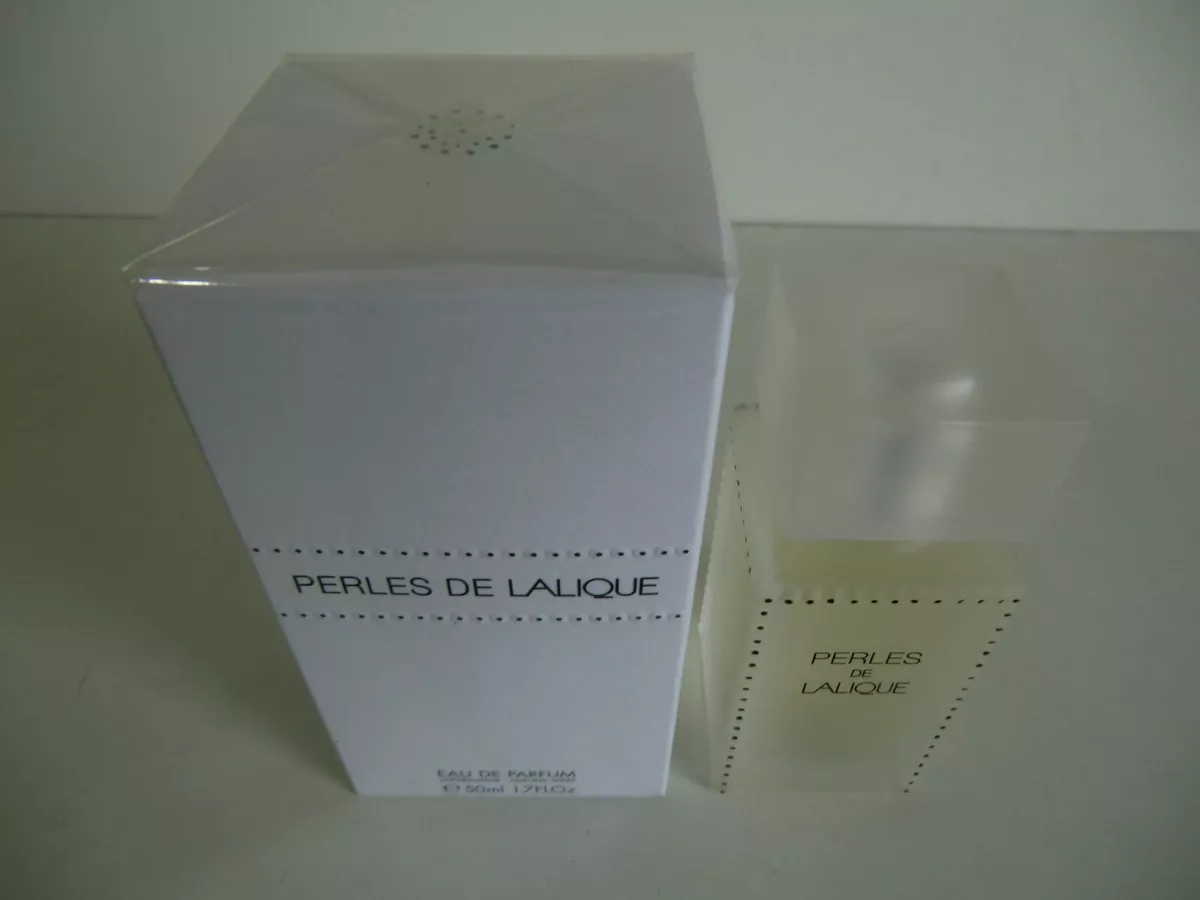 PERLES DE LALIQUE
EAU DE PARFUM
℮ 50ml 1.7FLOz
PERLES
DE
LALIQUE